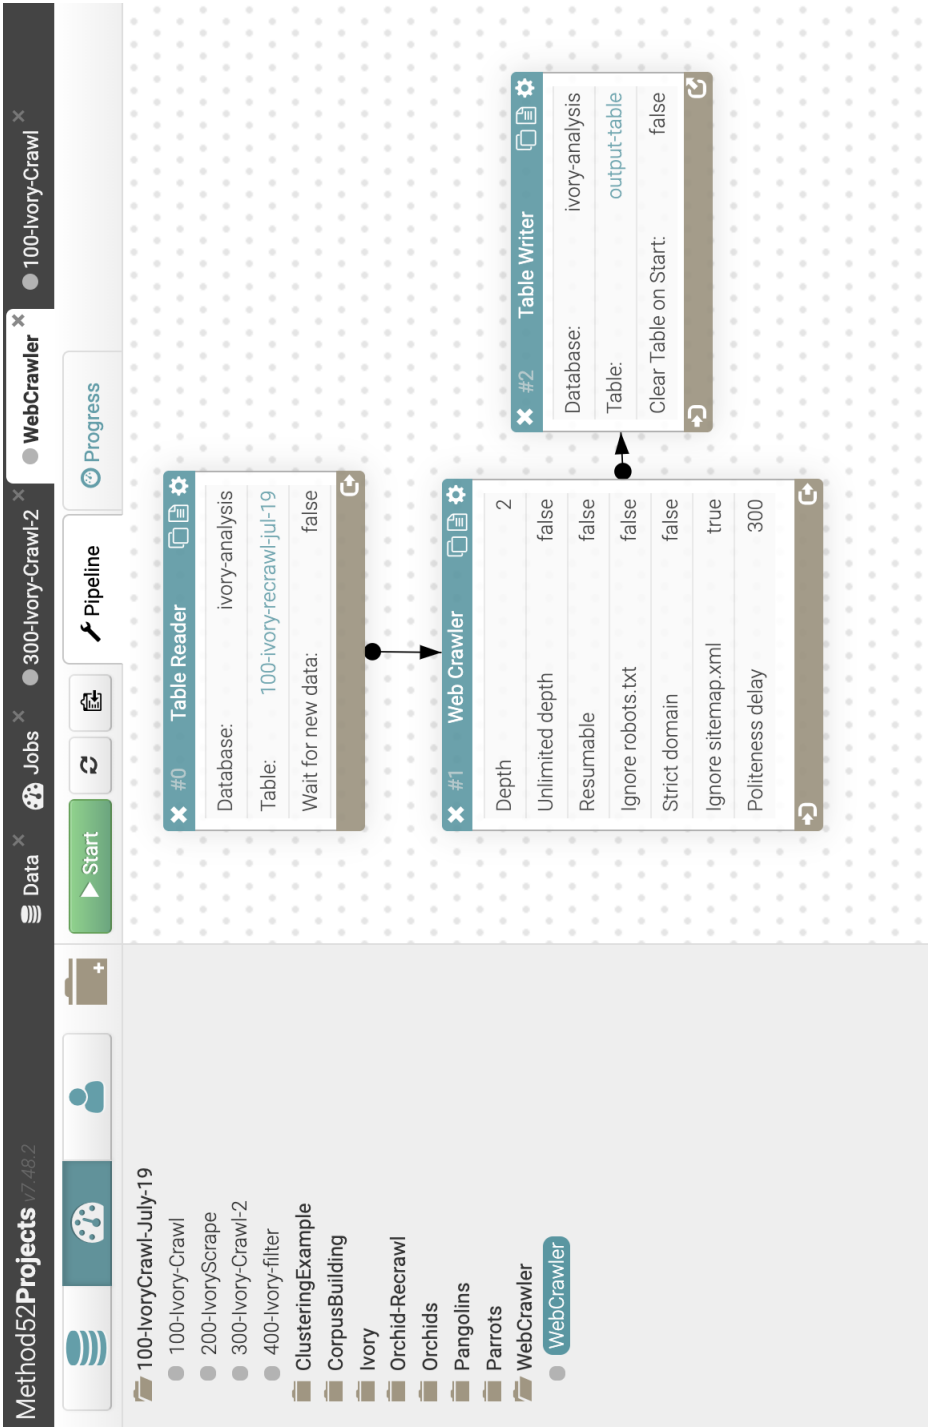 Method52Projects v7.48.2
Data
Jobs
300-Ivory-Crawl-2
WebCrawler
100-Ivory-Crawl
Start
Pipeline
Progress
100-IvoryCrawl-July-19
100-Ivory-Crawl
200-IvoryScrape
300-Ivory-Crawl-2
400-Ivory-filter
ClusteringExample
CorpusBuilding
Ivory
Orchid-Recrawl
Orchids
Pangolins
Parrots
WebCrawler
WebCrawler
#0 Table Reader
Database: ivory-analysis
Table: 100-ivory-recrawl-jul-19
Wait for new data: false
#1 Web Crawler
Depth 2
Unlimited depth false
Resumable false
Ignore robots.txt false
Strict domain false
Ignore sitemap.xml true
Politeness delay 300
#2 Table Writer
Database: ivory-analysis
Table: output-table
Clear Table on Start: false